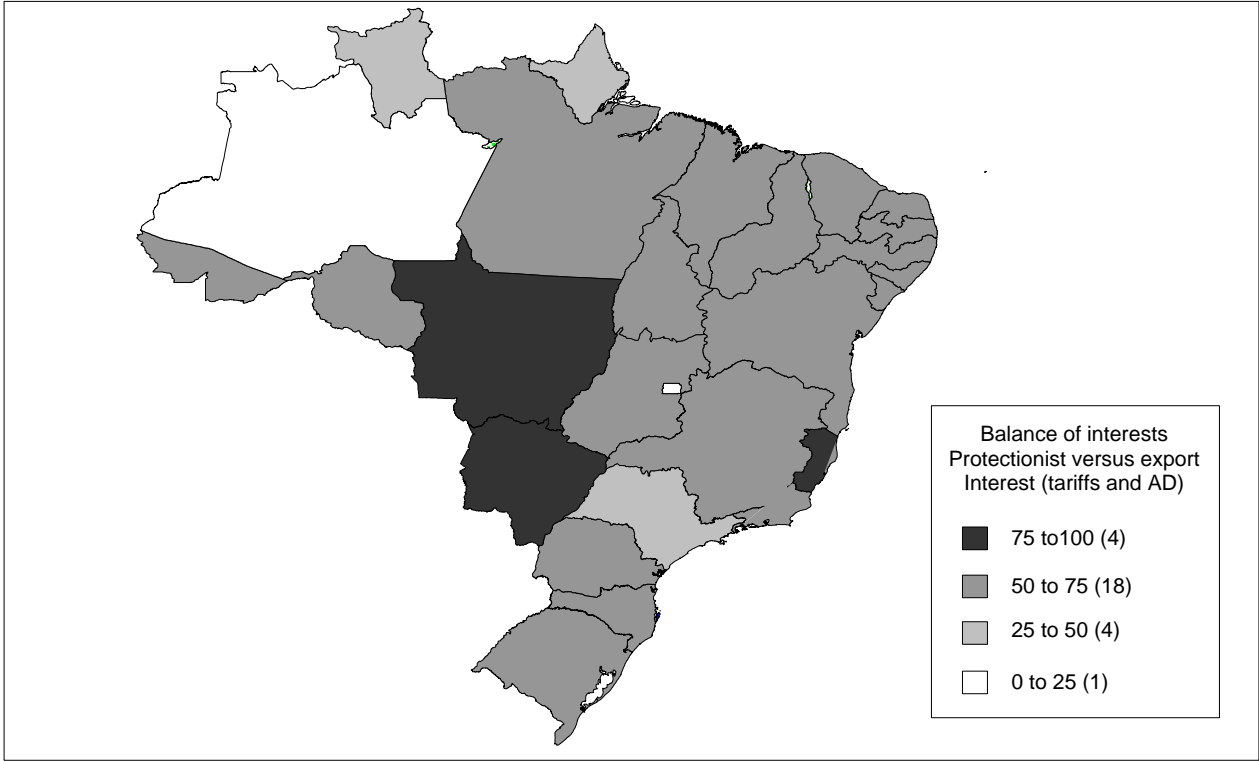 Balance of interests
Protectionist versus export
Interest (tariffs and AD)
75 to100 (4)
50 to 75 (18)
25 to 50 (4)
0 to 25 (1)